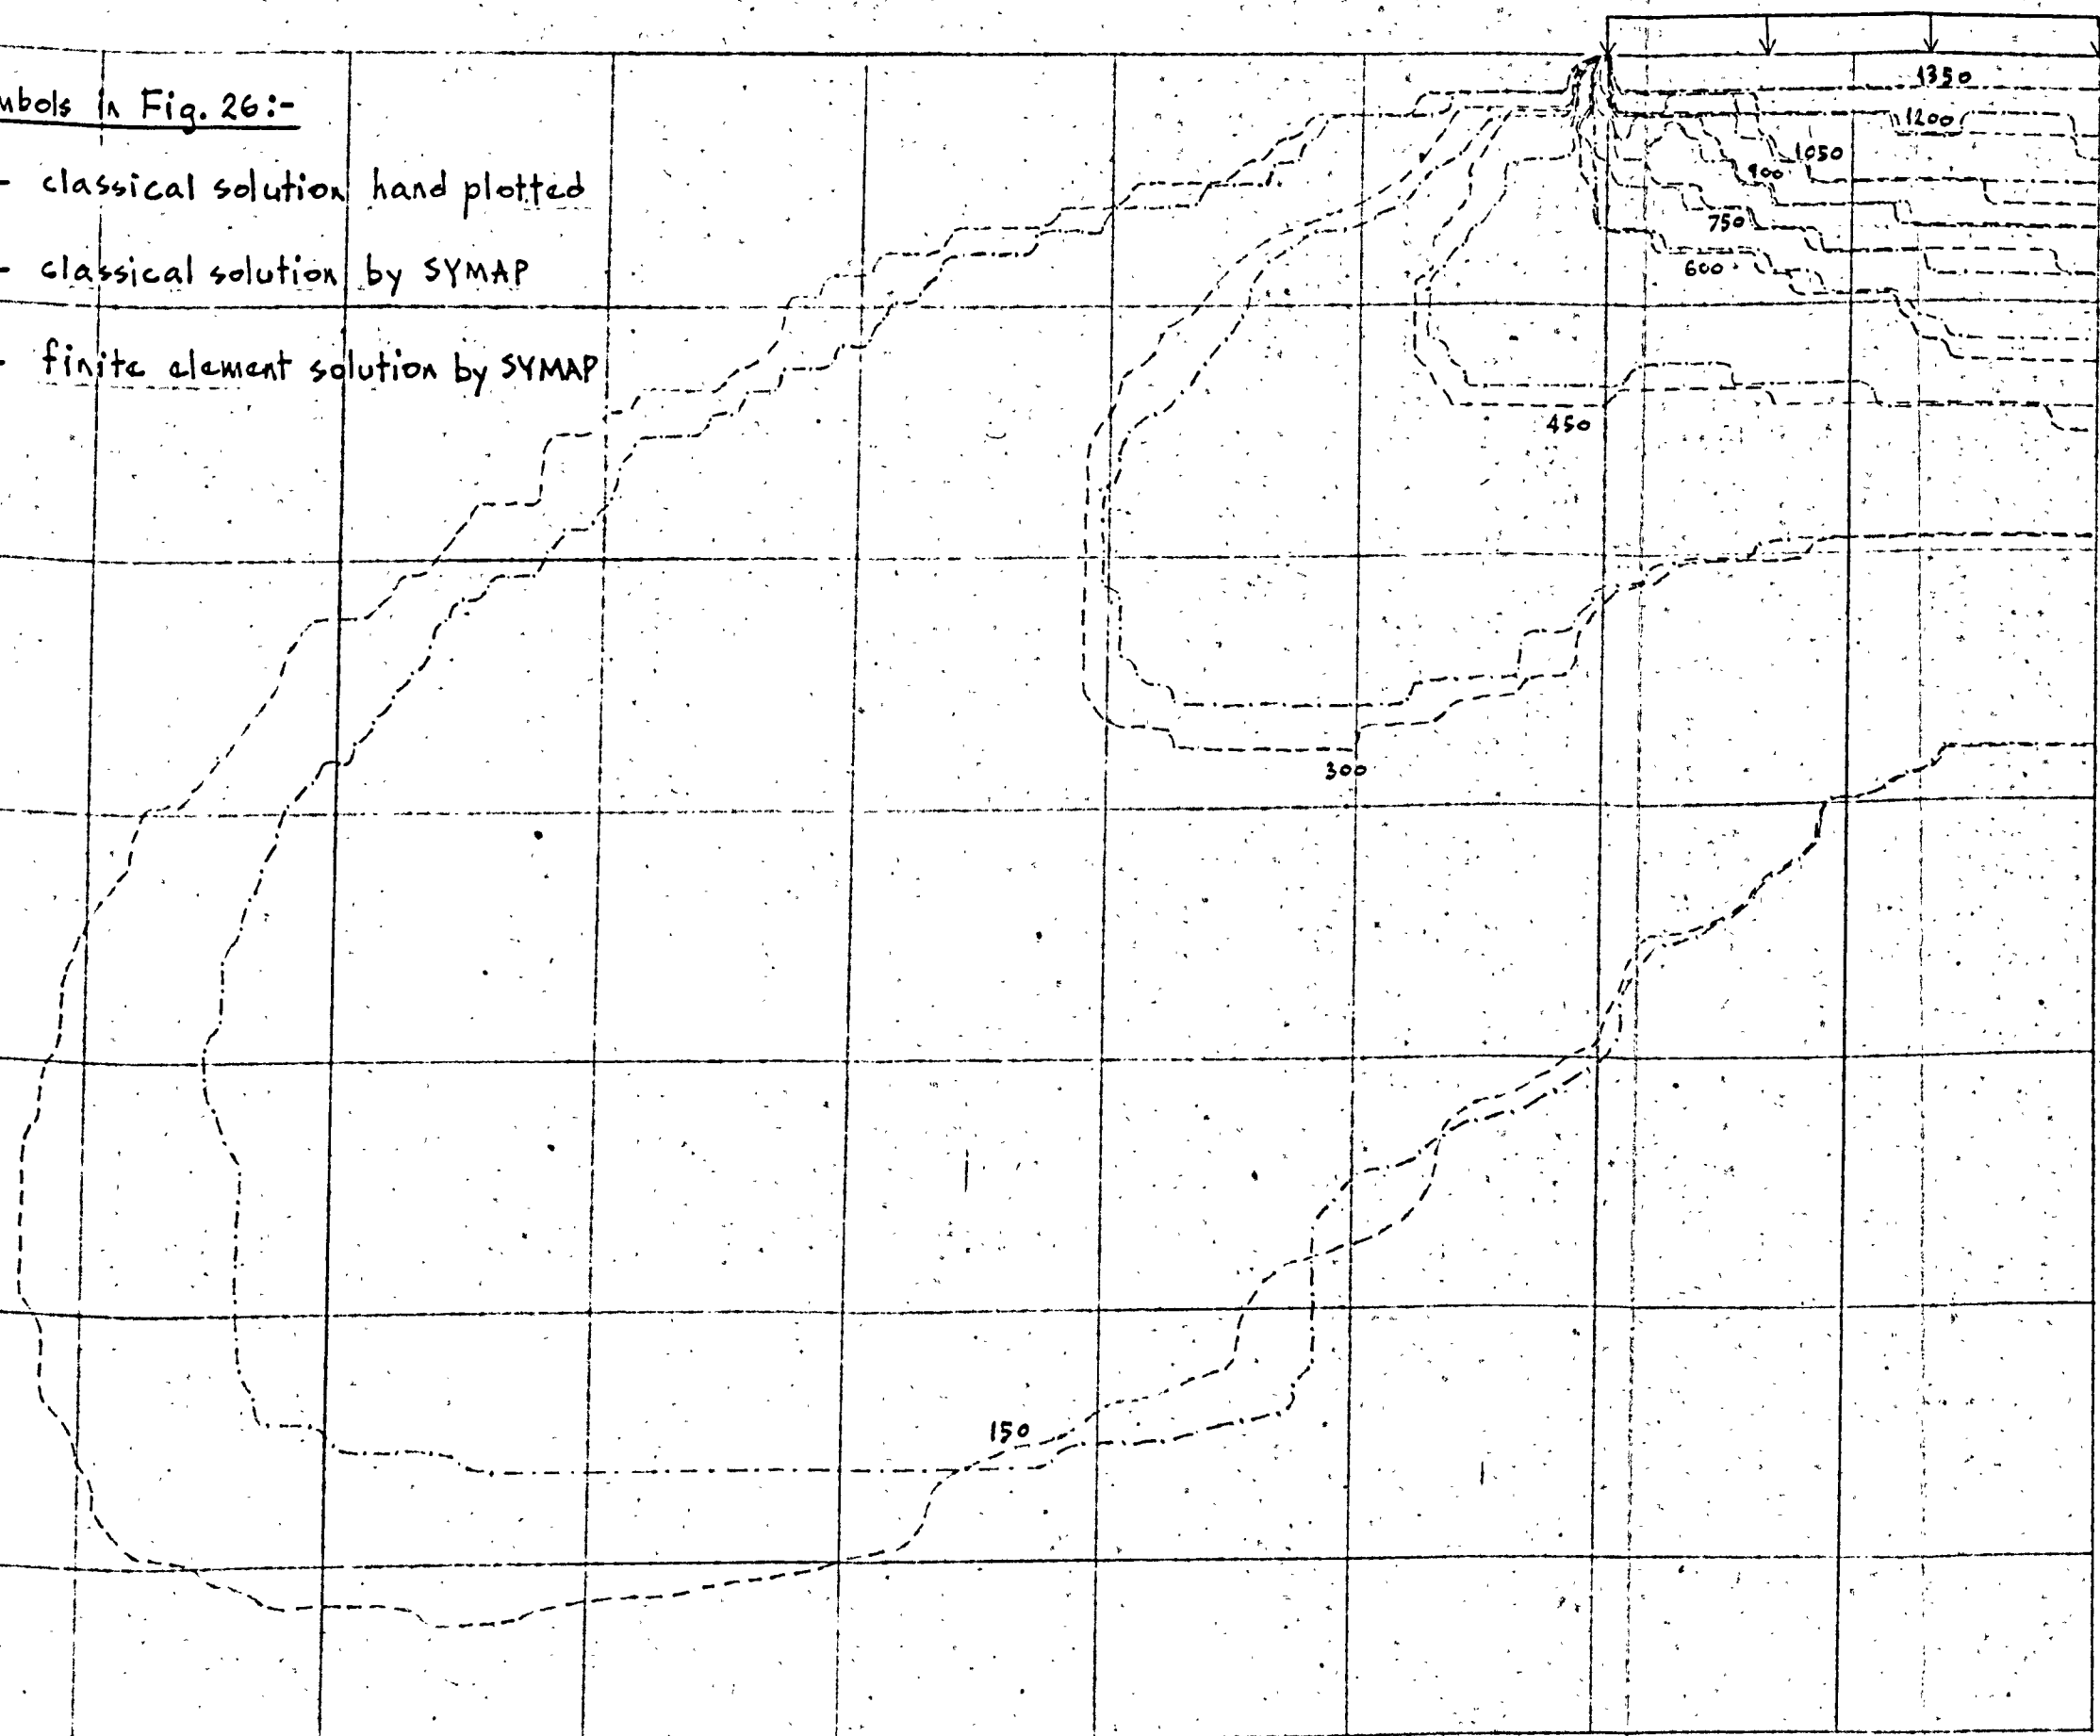 mbols in Fig. 26:-
- classical solution hand plotted
- classical solution by SYMAP
- finite element solution by SYMAP
1350
1200
1050
900
750
600
450
300
150